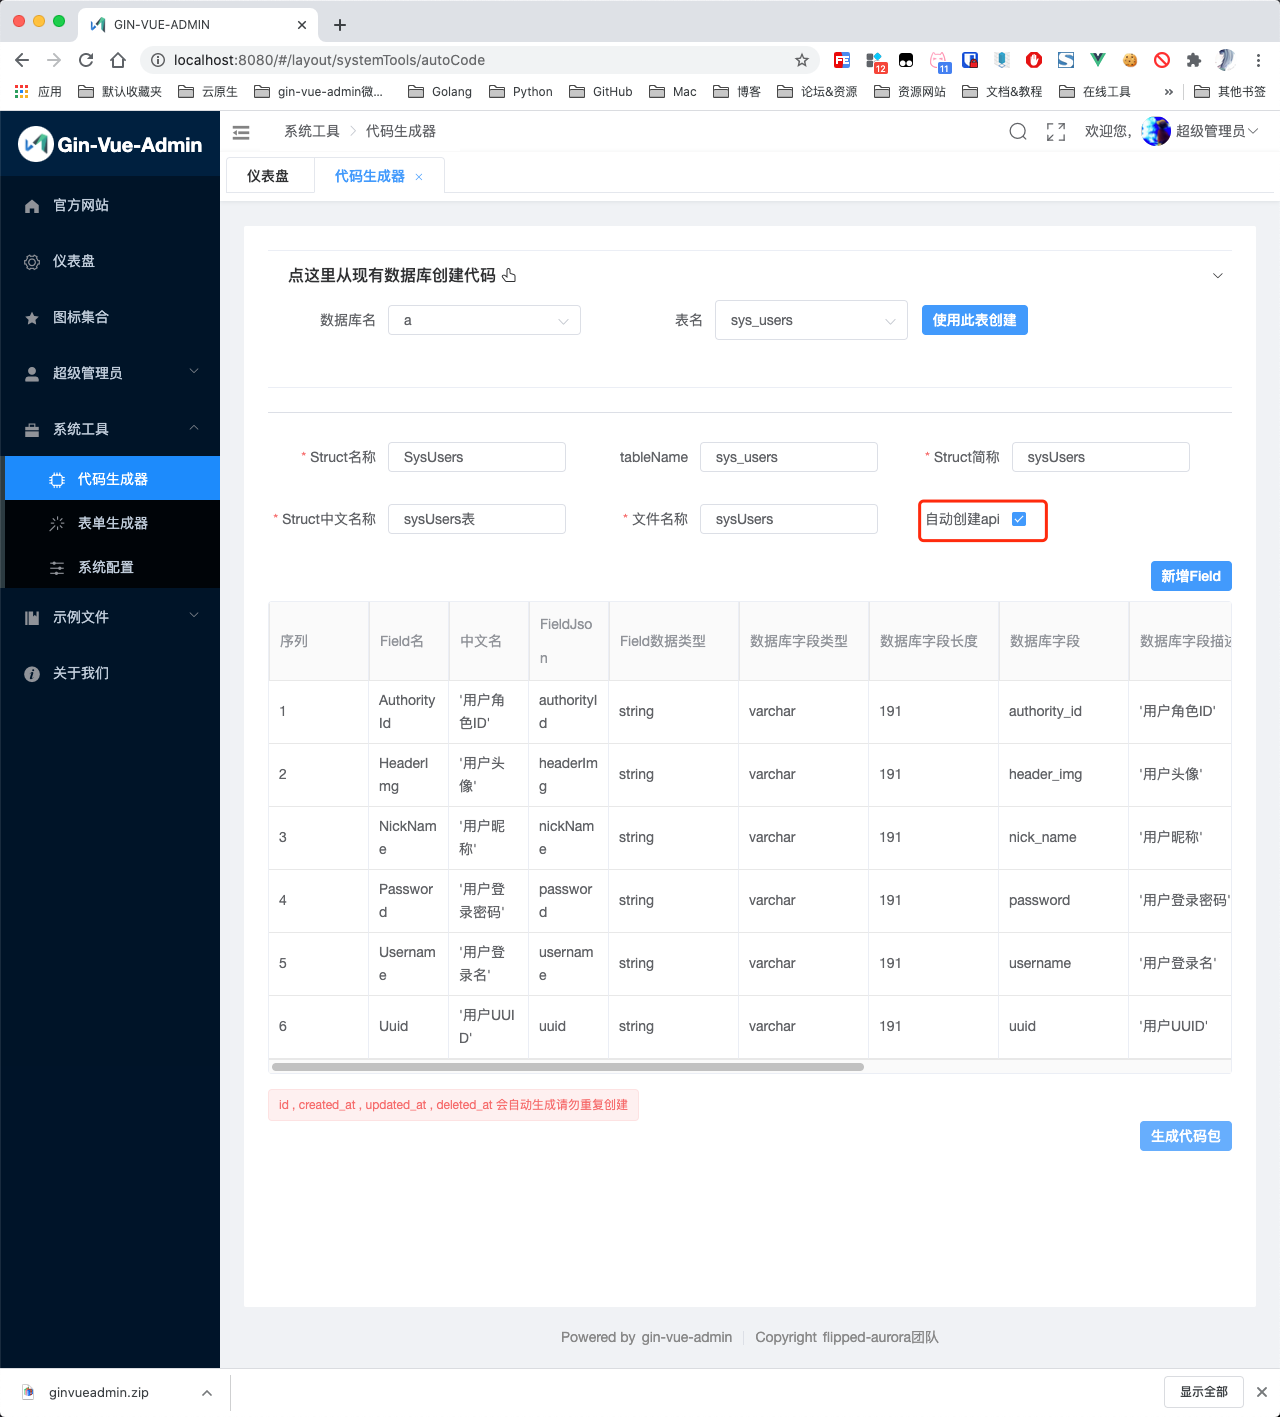 GIN-VUE-ADMIN
localhost:8080/#/layout/systemTools/autoCode
12
11
应用
默认收藏夹
云原生
gin-vue-admin微...
Golang
Python
GitHub
Mac
博客
论坛&资源
资源网站
文档&教程
在线工具
»
其他书签
Gin-Vue-Admin
系统工具
代码生成器
欢迎您,
超级管理员
仪表盘
代码生成器
官方网站
仪表盘
图标集合
超级管理员
系统工具
代码生成器
表单生成器
系统配置
示例文件
关于我们
点这里从现有数据库创建代码
数据库名
a
表名
sys_users
使用此表创建
* Struct名称
SysUsers
tableName
sys_users
* Struct简称
sysUsers
* Struct中文名称
sysUsers表
* 文件名称
sysUsers
自动创建api
新增Field
序列
Field名
中文名
FieldJso
n
Field数据类型
数据库字段类型
数据库字段长度
数据库字段
数据库字段描述
1
Authority
Id
'用户角
色ID'
authorityI
d
string
varchar
191
authority_id
'用户角色ID'
2
HeaderI
mg
'用户头
像'
headerIm
g
string
varchar
191
header_img
'用户头像'
3
NickNam
e
'用户昵
称'
nickNam
e
string
varchar
191
nick_name
'用户昵称'
4
Passwor
d
'用户登
录密码'
passwor
d
string
varchar
191
password
'用户登录密码'
5
Usernam
e
'用户登
录名'
usernam
e
string
varchar
191
username
'用户登录名'
6
Uuid
'用户UUI
D'
uuid
string
varchar
191
uuid
'用户UUID'
id , created_at , updated_at , deleted_at 会自动生成请勿重复创建
生成代码包
Powered by gin-vue-admin
Copyright flipped-aurora团队
ginvueadmin.zip
显示全部